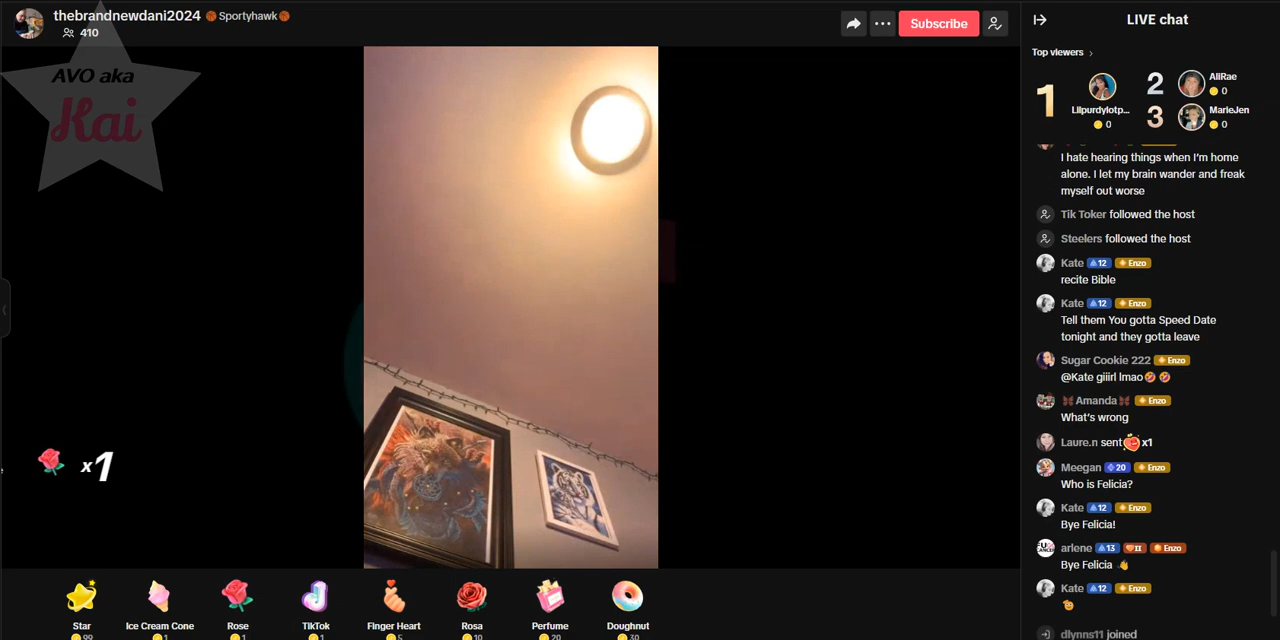 thebrandnewdani2024 🏀 Sportyhawk🏀
410
Subscribe
AVO aka
Kai
x1
Star
99
Ice Cream Cone
1
Rose
1
TikTok
1
Finger Heart
5
Rosa
10
Perfume
20
Doughnut
30
LIVE chat
Top viewers >
1
Lilpurdylotp...
0
2
AliRae
0
3
MarieJen
0
I hate hearing things when I'm home
alone. I let my brain wander and freak
myself out worse
Tik Toker followed the host
Steelers followed the host
Kate 12 Enzo
recite Bible
Kate 12 Enzo
Tell them You gotta Speed Date
tonight and they gotta leave
Sugar Cookie 222 Enzo
@Kate giiirl lmao🤣🤣
🦋Amanda🦋 Enzo
What's wrong
Laure.n sent x1
Meegan 20 Enzo
Who is Felicia?
Kate 12 Enzo
Bye Felicia!
arlene 13 II Enzo
Bye Felicia 👋
Kate 12 Enzo
dlynns11 joined